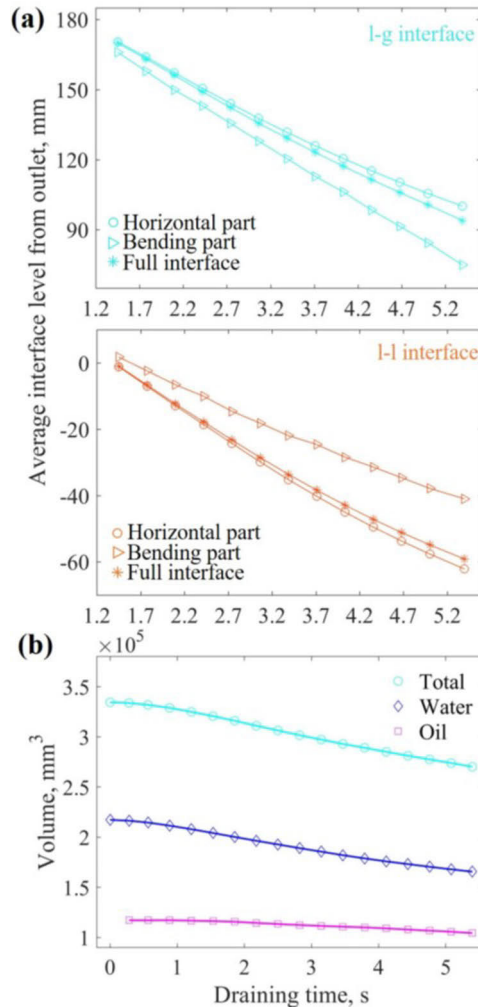 (a)
180
l-g interface
150
120
90
Horizontal part
Bending part
Full interface
1.2 1.7 2.2 2.7 3.2 3.7 4.2 4.7 5.2
Average interface level from outlet, mm
0
l-l interface
-20
-40
-60
Horizontal part
Bending part
Full interface
1.2 1.7 2.2 2.7 3.2 3.7 4.2 4.7 5.2
(b)
×10⁵
3.5
3
2.5
2
1.5
1
Total
Water
Oil
Volume, mm³
0 1 2 3 4 5
Draining time, s